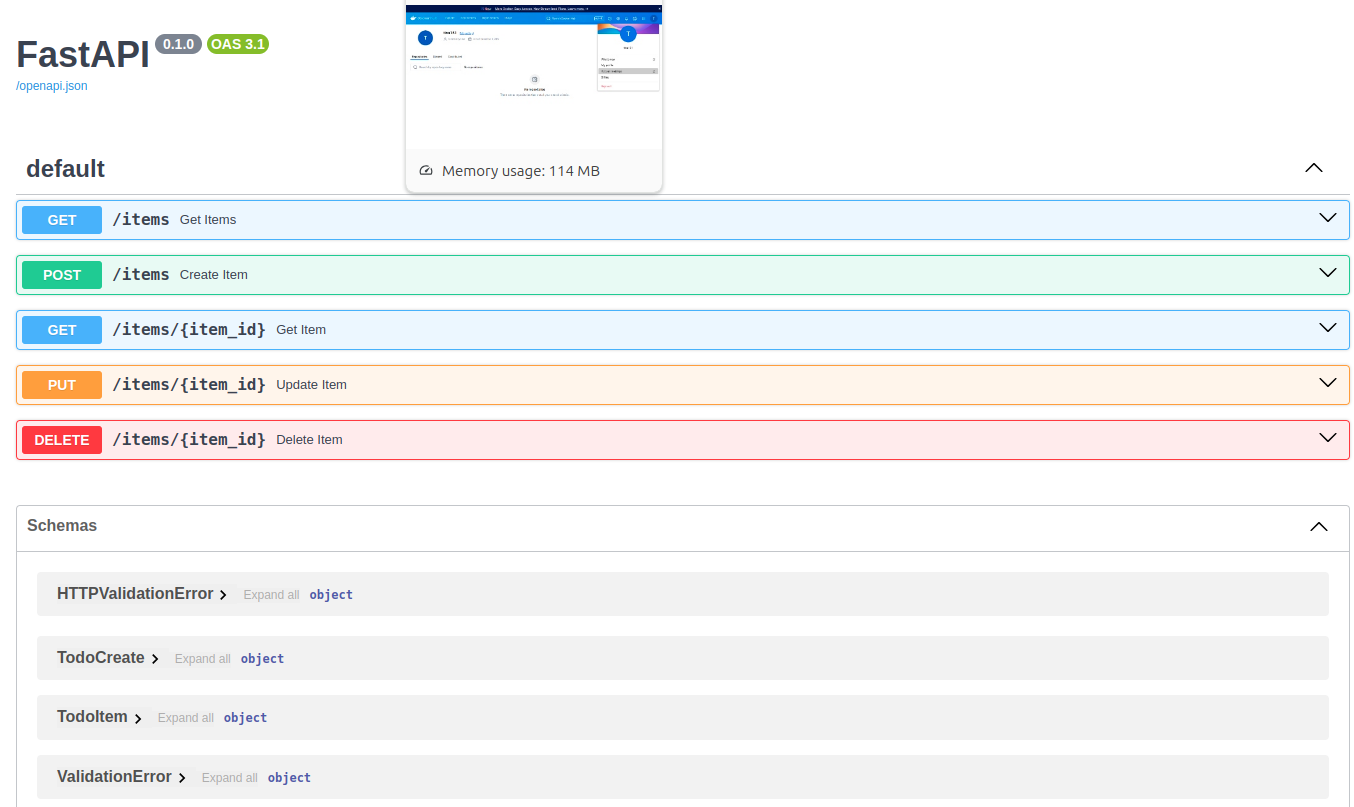 FastAPI 0.1.0 OAS 3.1
/openapi.json
Memory usage: 114 MB
default
GET /items Get Items
POST /items Create Item
GET /items/{item_id} Get Item
PUT /items/{item_id} Update Item
DELETE /items/{item_id} Delete Item
Schemas
HTTPValidationError Expand all object
TodoCreate Expand all object
TodoItem Expand all object
ValidationError Expand all object